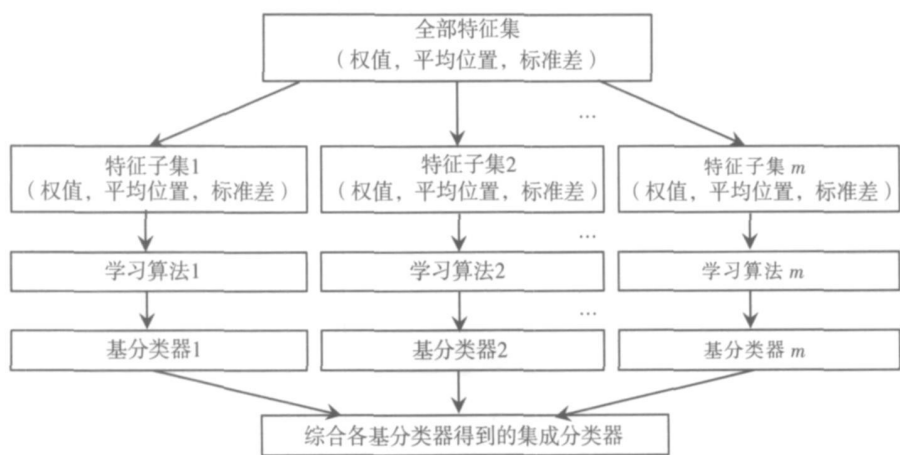 全部特征集
（权值，平均位置，标准差）
…
特征子集1
（权值，平均位置，标准差）
特征子集2
（权值，平均位置，标准差）
特征子集 m
（权值，平均位置，标准差）
…
学习算法1
学习算法2
学习算法 m
…
基分类器1
基分类器2
基分类器 m
综合各基分类器得到的集成分类器